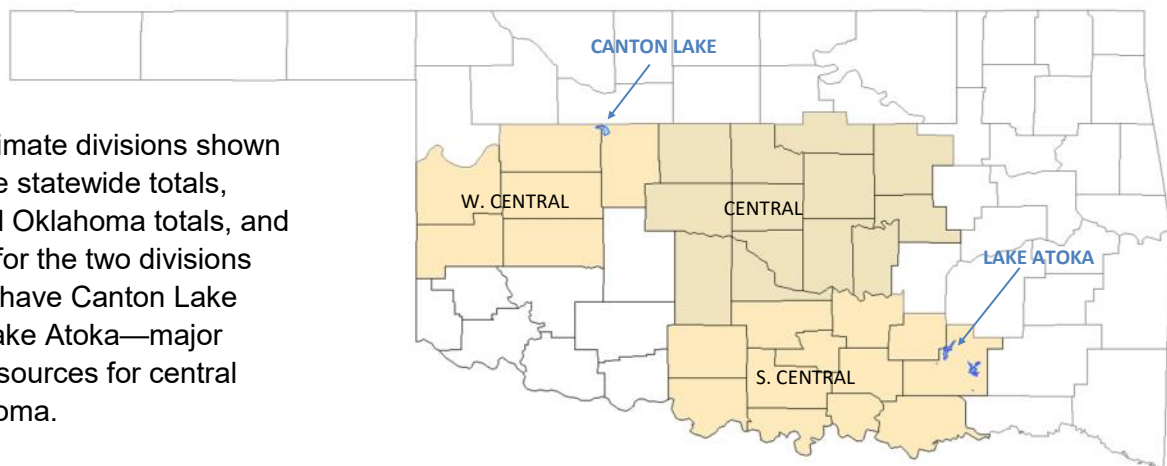 CANTON LAKE
imate divisions shown
e statewide totals,
l Oklahoma totals, and
for the two divisions
have Canton Lake
ake Atoka—major
sources for central
oma.
W. CENTRAL
CENTRAL
LAKE ATOKA
S. CENTRAL